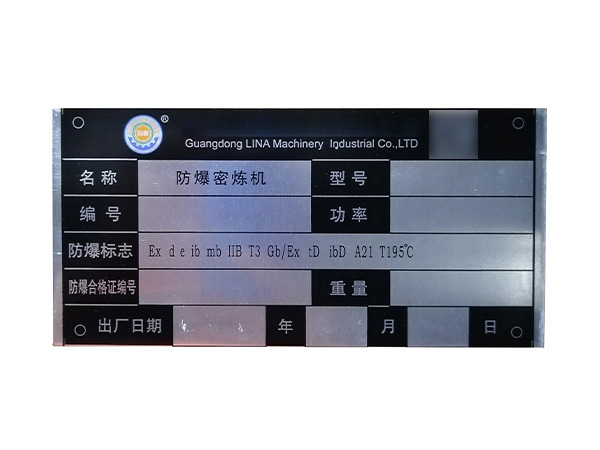 ®
Guangdong LINA Machinery Industrial Co.,LTD
名称 防爆密炼机 型号
编号 功率
防爆标志 Ex d e ib mb IIB T3 Gb/Ex tD ibD A21 T195℃
防爆合格证编号 重量
出厂日期 年 月 日